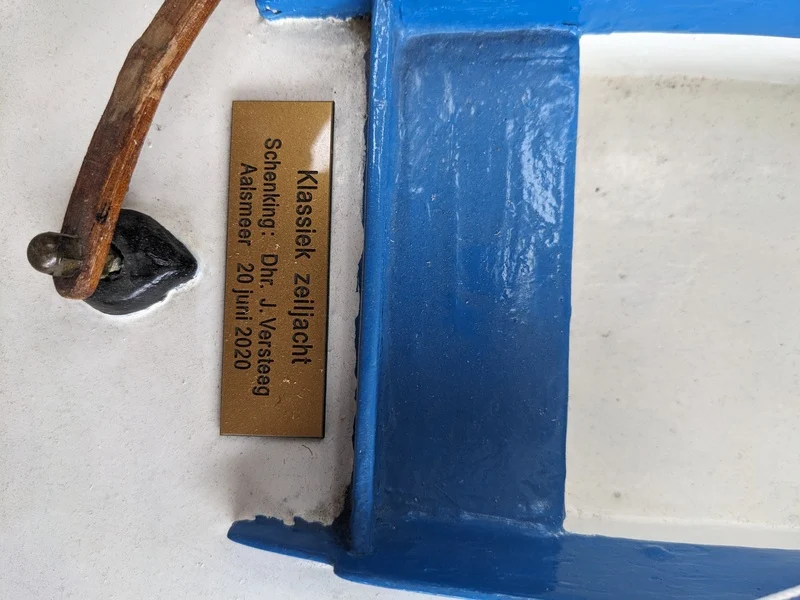 Klassiek zeiljacht
Schenking: Dhr. J. Versteeg
Aalsmeer 20 juni 2020